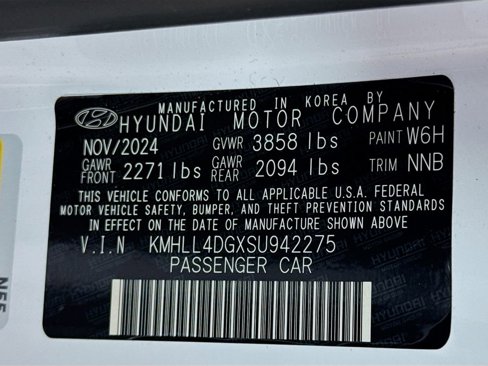 MANUFACTURED IN KOREA BY
HYUNDAI MOTOR COMPANY
NOV/2024 GVWR 3858 lbs PAINT W6H
GAWR FRONT 2271 lbs GAWR REAR 2094 lbs TRIM NNB
THIS VEHICLE CONFORMS TO ALL APPLICABLE U.S.A. FEDERAL
MOTOR VEHICLE SAFETY, BUMPER, AND THEFT PREVENTION STANDARDS
IN EFFECT ON THE DATE OF MANUFACTURE SHOWN ABOVE
V.I.N KMHLL4DGXSU942275
PASSENGER CAR